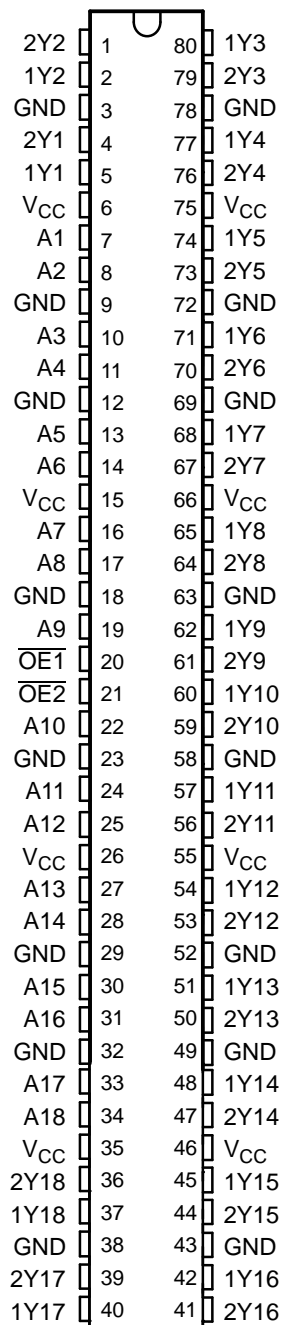 2Y2 1 80 1Y3
1Y2 2 79 2Y3
GND 3 78 GND
2Y1 4 77 1Y4
1Y1 5 76 2Y4
VCC 6 75 VCC
A1 7 74 1Y5
A2 8 73 2Y5
GND 9 72 GND
A3 10 71 1Y6
A4 11 70 2Y6
GND 12 69 GND
A5 13 68 1Y7
A6 14 67 2Y7
VCC 15 66 VCC
A7 16 65 1Y8
A8 17 64 2Y8
GND 18 63 GND
A9 19 62 1Y9
OE1 20 61 2Y9
OE2 21 60 1Y10
A10 22 59 2Y10
GND 23 58 GND
A11 24 57 1Y11
A12 25 56 2Y11
VCC 26 55 VCC
A13 27 54 1Y12
A14 28 53 2Y12
GND 29 52 GND
A15 30 51 1Y13
A16 31 50 2Y13
GND 32 49 GND
A17 33 48 1Y14
A18 34 47 2Y14
VCC 35 46 VCC
2Y18 36 45 1Y15
1Y18 37 44 2Y15
GND 38 43 GND
2Y17 39 42 1Y16
1Y17 40 41 2Y16